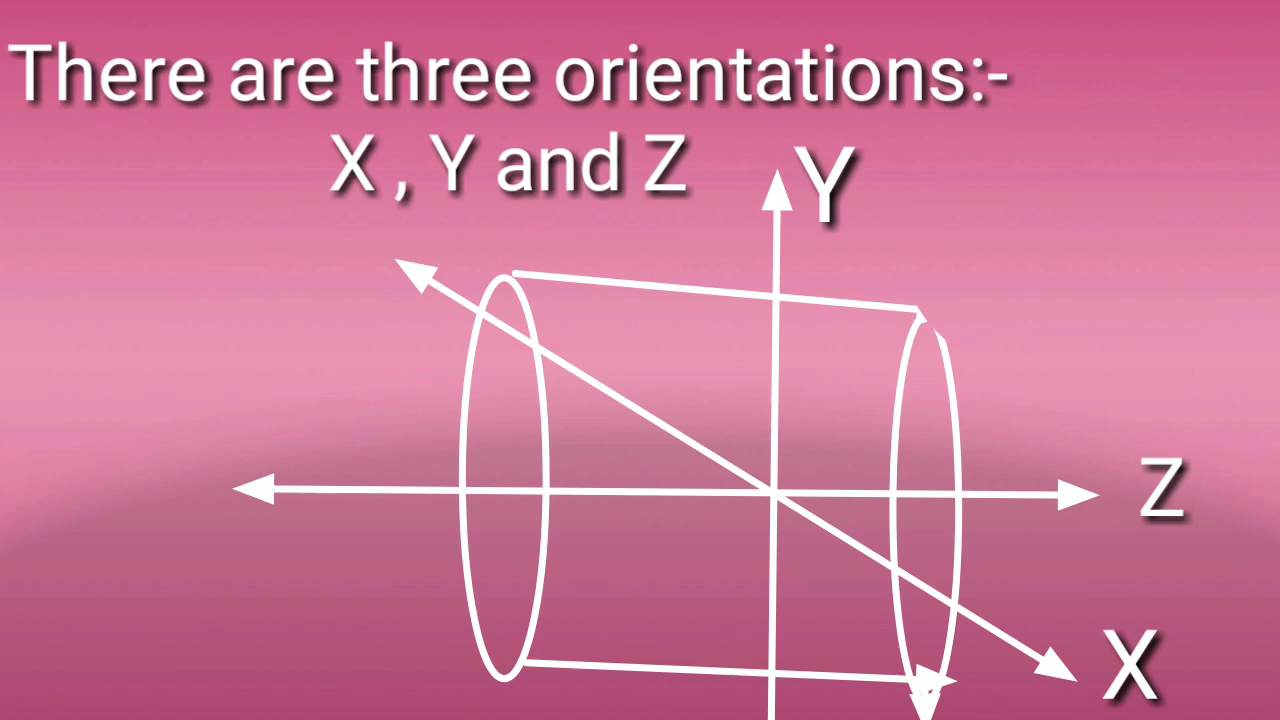 There are three orientations:-
X , Y and Z
Y
Z
X